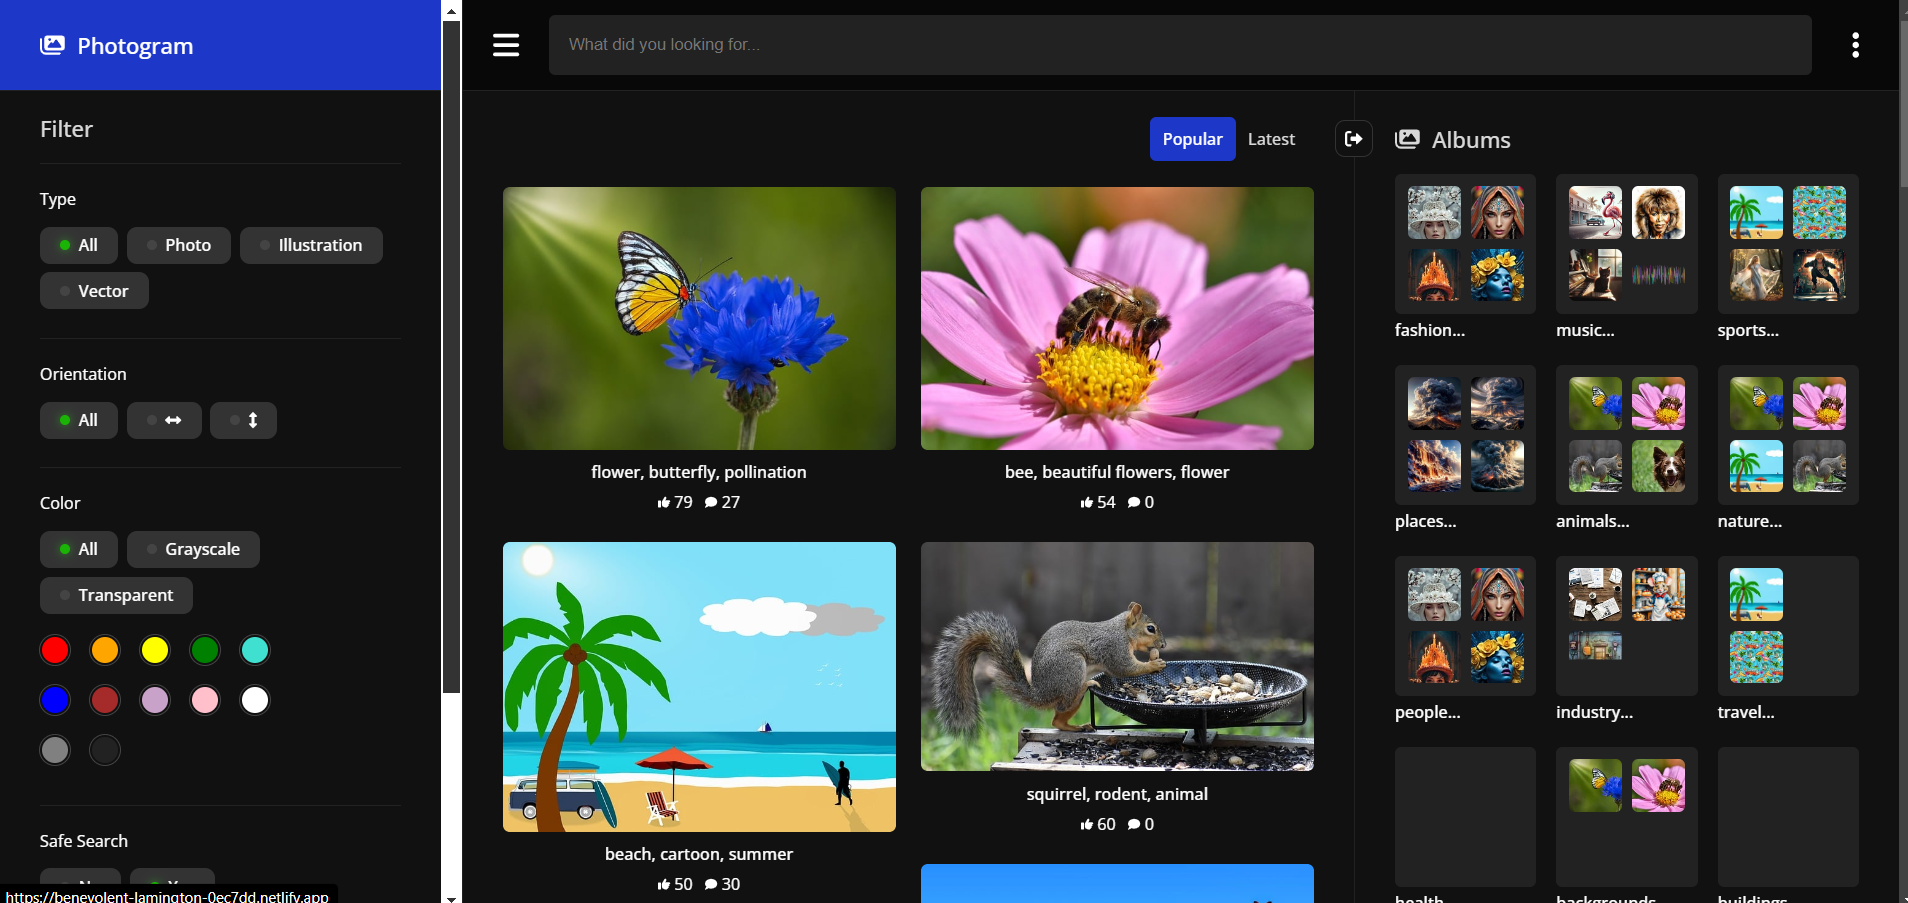 Photogram
What did you looking for...
Filter
Type
All
Photo
Illustration
Vector
Orientation
All
Color
All
Grayscale
Transparent
Safe Search
https://benevolent-lamington-0ec7dd.netlify.app
Popular
Latest
flower, butterfly, pollination
79 27
bee, beautiful flowers, flower
54 0
beach, cartoon, summer
50 30
squirrel, rodent, animal
60 0
Albums
fashion...
music...
sports...
places...
animals...
nature...
people...
industry...
travel...
health
backgrounds
buildings